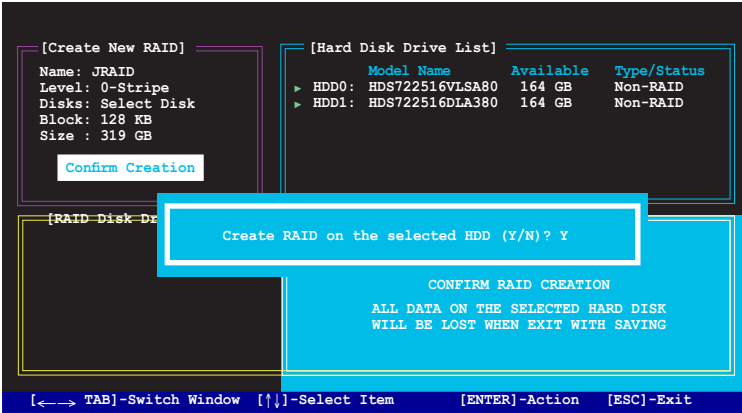 [Create New RAID]
Name: JRAID
Level: 0-Stripe
Disks: Select Disk
Block: 128 KB
Size : 319 GB
Confirm Creation
[Hard Disk Drive List]
Model Name Available Type/Status
HDD0: HDS722516VLSA80 164 GB Non-RAID
HDD1: HDS722516DLA380 164 GB Non-RAID
[RAID Disk Dr
Create RAID on the selected HDD (Y/N)? Y
CONFIRM RAID CREATION
ALL DATA ON THE SELECTED HARD DISK
WILL BE LOST WHEN EXIT WITH SAVING
[←→ TAB]-Switch Window [↑↓]-Select Item [ENTER]-Action [ESC]-Exit